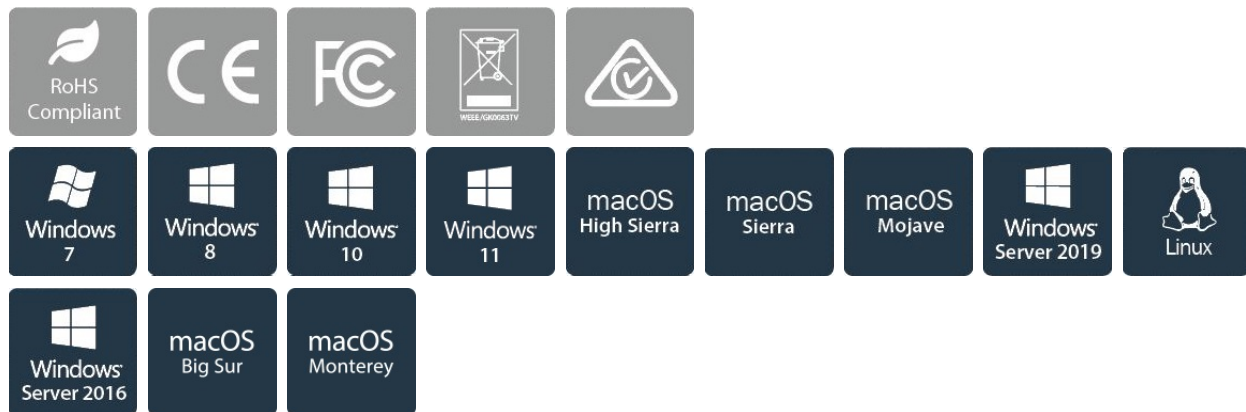 RoHS
Compliant
CE
FC
WEEE/GK0083TV
Windows
7
Windows
8
Windows
10
Windows
11
macOS
High Sierra
macOS
Sierra
macOS
Mojave
Windows
Server 2019
Linux
Windows
Server 2016
macOS
Big Sur
macOS
Monterey